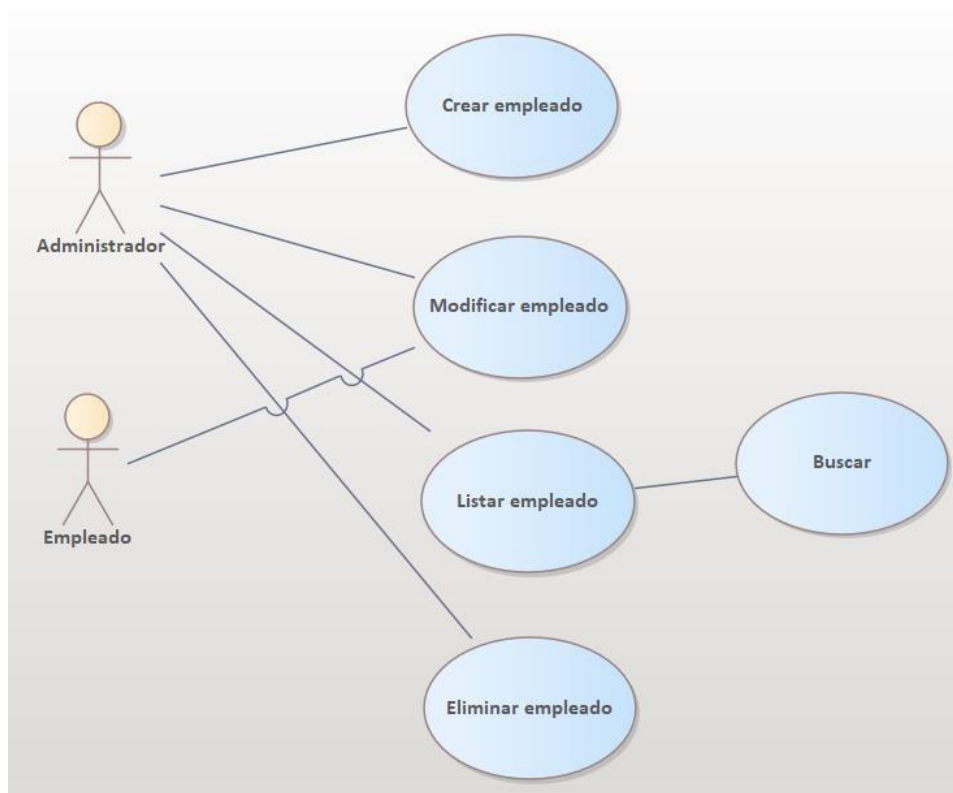 Crear empleado
Administrador
Modificar empleado
Buscar
Listar empleado
Empleado
Eliminar empleado